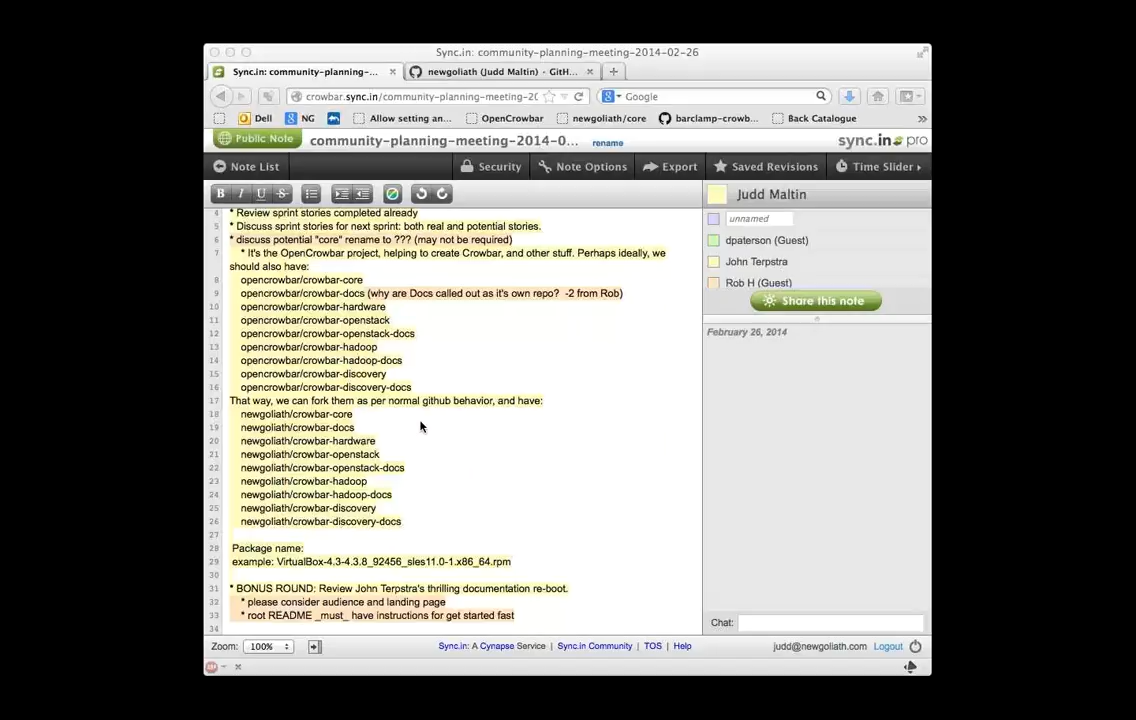 Sync.in: community-planning-meeting-2014-02-26
Sync.in: community-planning-...
newgoliath (Judd Maltin) · GitH...
crowbar.sync.in/community-planning-meeting-2(
Google
Dell
NG
Allow setting an...
OpenCrowbar
newgoliath/core
barclamp-crowb...
Back Catalogue
Public Note
community-planning-meeting-2014-0...
rename
sync.in pro
Note List
Security
Note Options
Export
Saved Revisions
Time Slider
B I U S
Judd Maltin
unnamed
dpaterson (Guest)
John Terpstra
Rob H (Guest)
Share this note
February 26, 2014
4 * Review sprint stories completed already
5 * Discuss sprint stories for next sprint: both real and potential stories.
6 * discuss potential "core" rename to ??? (may not be required)
7 * It's the OpenCrowbar project, helping to create Crowbar, and other stuff. Perhaps ideally, we
should also have:
8 opencrowbar/crowbar-core
9 opencrowbar/crowbar-docs (why are Docs called out as it's own repo? -2 from Rob)
10 opencrowbar/crowbar-hardware
11 opencrowbar/crowbar-openstack
12 opencrowbar/crowbar-openstack-docs
13 opencrowbar/crowbar-hadoop
14 opencrowbar/crowbar-hadoop-docs
15 opencrowbar/crowbar-discovery
16 opencrowbar/crowbar-discovery-docs
17 That way, we can fork them as per normal github behavior, and have:
18 newgoliath/crowbar-core
19 newgoliath/crowbar-docs
20 newgoliath/crowbar-hardware
21 newgoliath/crowbar-openstack
22 newgoliath/crowbar-openstack-docs
23 newgoliath/crowbar-hadoop
24 newgoliath/crowbar-hadoop-docs
25 newgoliath/crowbar-discovery
26 newgoliath/crowbar-discovery-docs
27
28 Package name:
29 example: VirtualBox-4.3-4.3.8_92456_sles11.0-1.x86_64.rpm
30
31 * BONUS ROUND: Review John Terpstra's thrilling documentation re-boot.
32 * please consider audience and landing page
33 * root README _must_ have instructions for get started fast
34
Chat:
Zoom: 100%
Sync.in: A Cynapse Service | Sync.in Community | TOS | Help
judd@newgoliath.com Logout